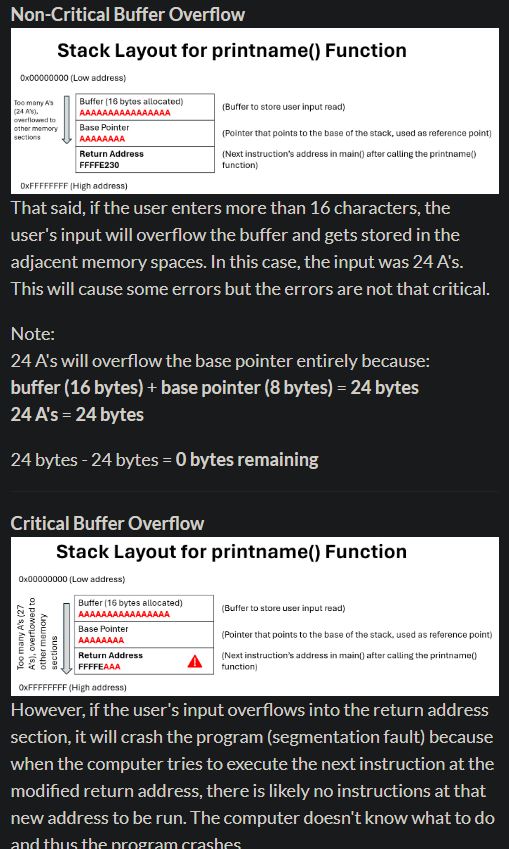 Non-Critical Buffer Overflow
Stack Layout for printname() Function
0x00000000 (Low address)
Too many A's
(24 A's),
overflowed to
other memory
sections
Buffer (16 bytes allocated)
AAAAAAAAAAAAAAAA
(Buffer to store user input read)
Base Pointer
AAAAAAAA
(Pointer that points to the base of the stack, used as reference point)
Return Address
FFFFE230
(Next instruction's address in main() after calling the printname()
function)
0xFFFFFFFF (High address)
That said, if the user enters more than 16 characters, the
user's input will overflow the buffer and gets stored in the
adjacent memory spaces. In this case, the input was 24 A's.
This will cause some errors but the errors are not that critical.
Note:
24 A's will overflow the base pointer entirely because:
buffer (16 bytes) + base pointer (8 bytes) = 24 bytes
24 A's = 24 bytes
24 bytes - 24 bytes = 0 bytes remaining
Critical Buffer Overflow
Stack Layout for printname() Function
0x00000000 (Low address)
Too many A's (27
A's), overflowed to
other memory
sections
Buffer (16 bytes allocated)
AAAAAAAAAAAAAAAA
(Buffer to store user input read)
Base Pointer
AAAAAAAA
(Pointer that points to the base of the stack, used as reference point)
Return Address
FFFFEAAA
(Next instruction's address in main() after calling the printname()
function)
0xFFFFFFFF (High address)
However, if the user's input overflows into the return address
section, it will crash the program (segmentation fault) because
when the computer tries to execute the next instruction at the
modified return address, there is likely no instructions at that
new address to be run. The computer doesn't know what to do
and thus the program crashes.